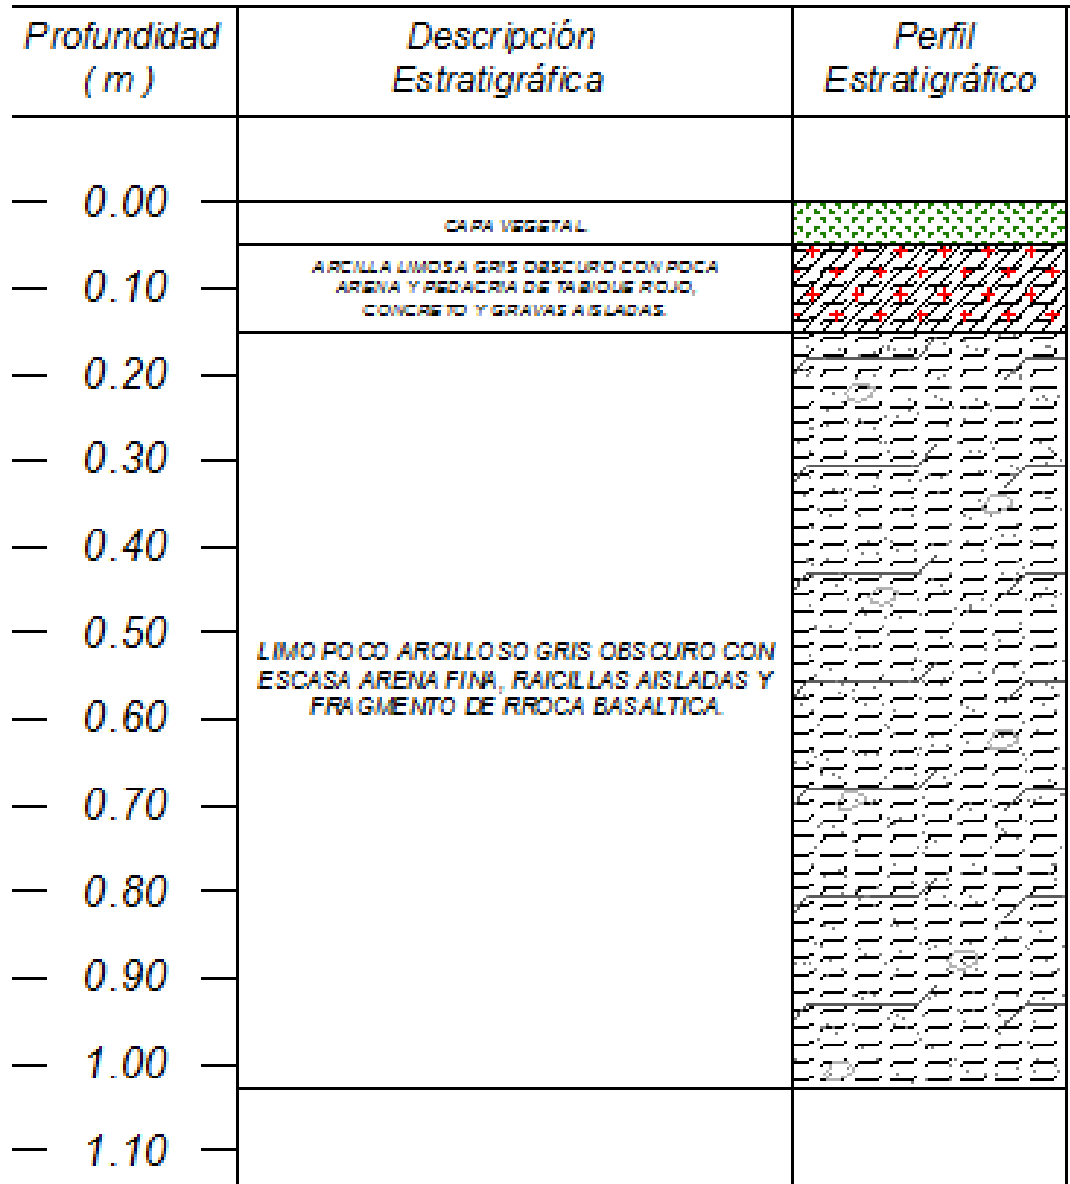 Profundidad
( m )
Descripción
Estratigráfica
Perfil
Estratigráfico
0.00
CAPA VEGETAL.
0.10
ARCILLA LIMOSA GRIS OBSCURO CON POCA
ARENA Y PEDACRIA DE TABIQUE ROJO,
CONCRETO Y GRAVAS AISLADAS.
0.20
0.30
0.40
0.50
LIMO POCO ARCILLOSO GRIS OBSCURO CON
ESCASA ARENA FINA, RAICILLAS AISLADAS Y
FRAGMENTO DE RROCA BASALTICA.
0.60
0.70
0.80
0.90
1.00
1.10